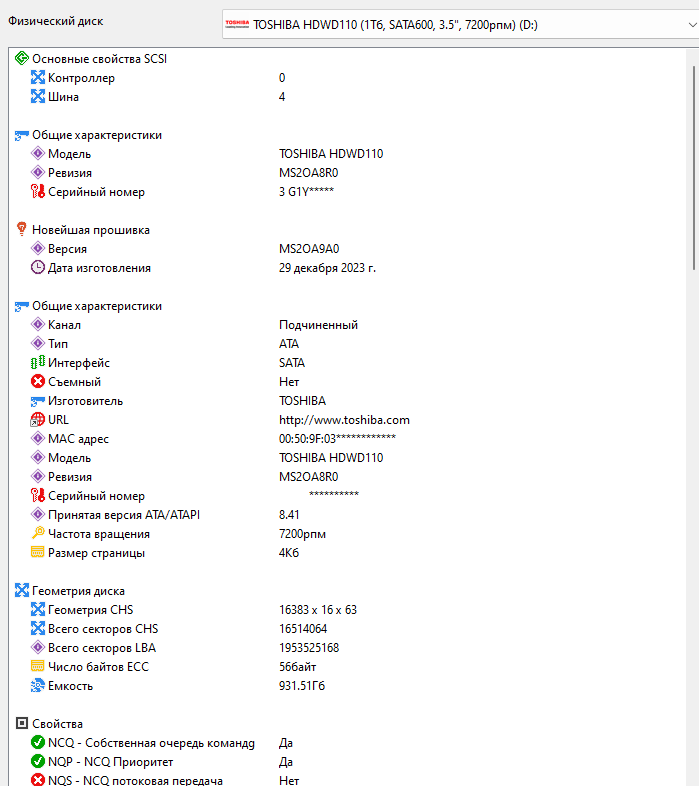 Физический диск
TOSHIBA TOSHIBA HDWD110 (1Тб, SATA600, 3.5", 7200рпм) (D:)
Основные свойства SCSI
Контроллер 0
Шина 4
Общие характеристики
Модель TOSHIBA HDWD110
Ревизия MS2OA8R0
Серийный номер 3 G1Y*****
Новейшая прошивка
Версия MS2OA9A0
Дата изготовления 29 декабря 2023 г.
Общие характеристики
Канал Подчиненный
Тип ATA
Интерфейс SATA
Съемный Нет
Изготовитель TOSHIBA
URL http://www.toshiba.com
MAC адрес 00:50:9F:03************
Модель TOSHIBA HDWD110
Ревизия MS2OA8R0
Серийный номер **********
Принятая версия ATA/ATAPI 8.41
Частота вращения 7200рпм
Размер страницы 4Кб
Геометрия диска
Геометрия CHS 16383 x 16 x 63
Всего секторов CHS 16514064
Всего секторов LBA 1953525168
Число байтов ECC 56байт
Емкость 931.51Гб
Свойства
NCQ - Собственная очередь командg Да
NQP - NCQ Приоритет Да
NQS - NCQ потоковая передача Нет